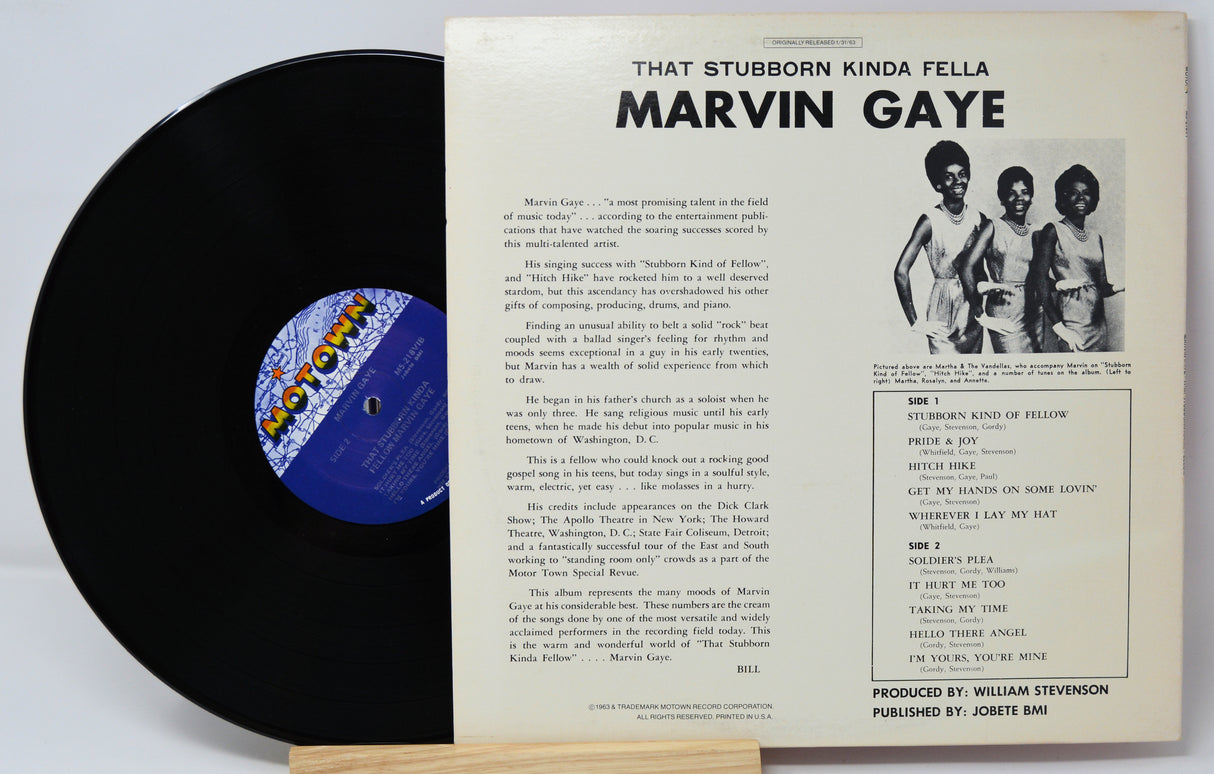 ORIGINALLY RELEASED 1/31/63
THAT STUBBORN KINDA FELLA
MARVIN GAYE
Marvin Gaye . . . "a most promising talent in the field
of music today" . . . according to the entertainment publi-
cations that have watched the soaring successes scored by
this multi-talented artist.
His singing success with "Stubborn Kind of Fellow",
and "Hitch Hike" have rocketed him to a well deserved
stardom, but this ascendancy has overshadowed his other
gifts of composing, producing, drums, and piano.
Finding an unusual ability to belt a solid "rock" beat
coupled with a ballad singer's feeling for rhythm and
moods seems exceptional in a guy in his early twenties,
but Marvin has a wealth of solid experience from which
to draw.
He began in his father's church as a soloist when he
was only three. He sang religious music until his early
teens, when he made his debut into popular music in his
hometown of Washington, D. C.
This is a fellow who could knock out a rocking good
gospel song in his teens, but today sings in a soulful style,
warm, electric, yet easy . . . like molasses in a hurry.
His credits include appearances on the Dick Clark
Show; The Apollo Theatre in New York; The Howard
Theatre, Washington, D. C.; State Fair Coliseum, Detroit;
and a fantastically successful tour of the East and South
working to "standing room only" crowds as a part of the
Motor Town Special Revue.
This album represents the many moods of Marvin
Gaye at his considerable best. These numbers are the cream
of the songs done by one of the most versatile and widely
acclaimed performers in the recording field today. This
is the warm and wonderful world of "That Stubborn
Kinda Fellow" . . . . Marvin Gaye.
BILL
©1963 & TRADEMARK MOTOWN RECORD CORPORATION.
ALL RIGHTS RESERVED. PRINTED IN U.S.A.
Pictured above are Martha & The Vandellas, who accompany Marvin on "Stubborn
Kind of Fellow", "Hitch Hike", and a number of tunes on the album. (Left to
right) Martha, Rosalyn, and Annette.
SIDE 1
STUBBORN KIND OF FELLOW
(Gaye, Stevenson, Gordy)
PRIDE & JOY
(Whitfield, Gaye, Stevenson)
HITCH HIKE
(Stevenson, Gaye, Paul)
GET MY HANDS ON SOME LOVIN'
(Gaye, Stevenson)
WHEREVER I LAY MY HAT
(Whitfield, Gaye)
SIDE 2
SOLDIER'S PLEA
(Stevenson, Gordy, Williams)
IT HURT ME TOO
(Gaye, Stevenson)
TAKING MY TIME
(Stevenson, Gordy)
HELLO THERE ANGEL
(Gordy, Stevenson)
I'M YOURS, YOU'RE MINE
(Gordy, Stevenson)
PRODUCED BY: WILLIAM STEVENSON
PUBLISHED BY: JOBETE BMI
MOTOWN
M5-218V1B
BMI
SIDE 2
THAT STUBBORN KINDA
A PRODUCT